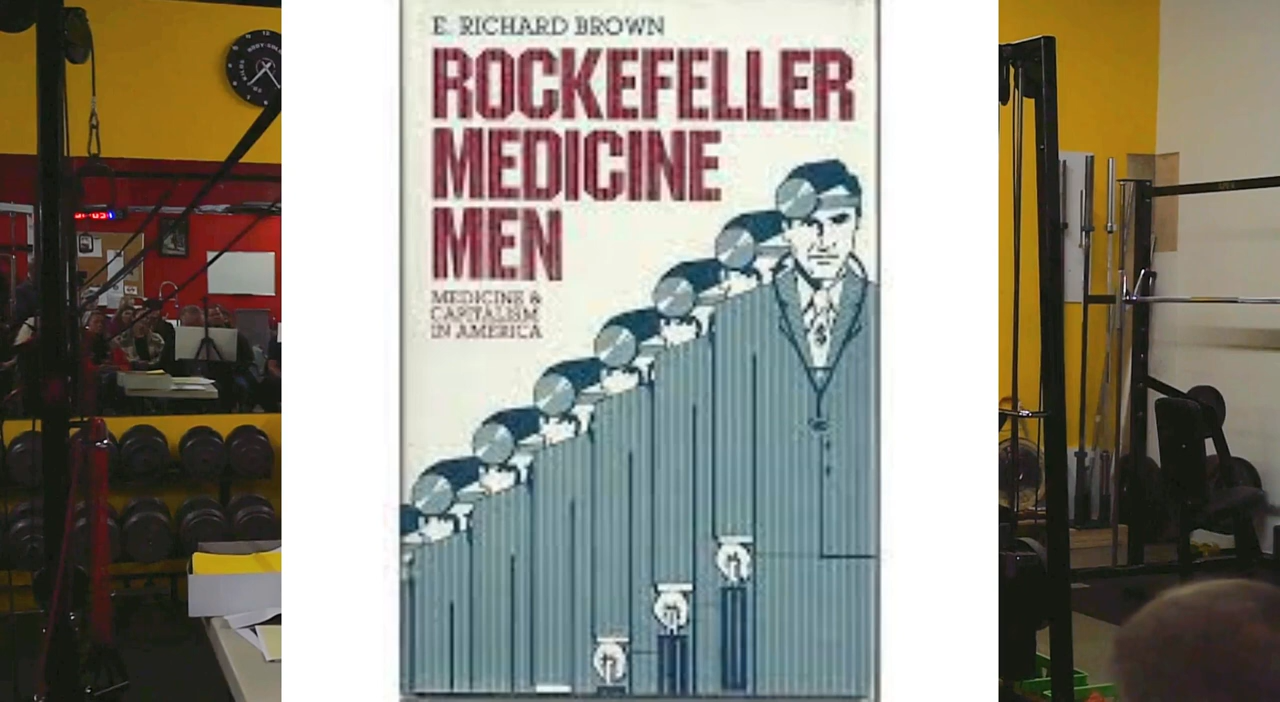 E. RICHARD BROWN
ROCKEFELLER
MEDICINE
MEN
MEDICINE &
CAPITALISM
IN AMERICA